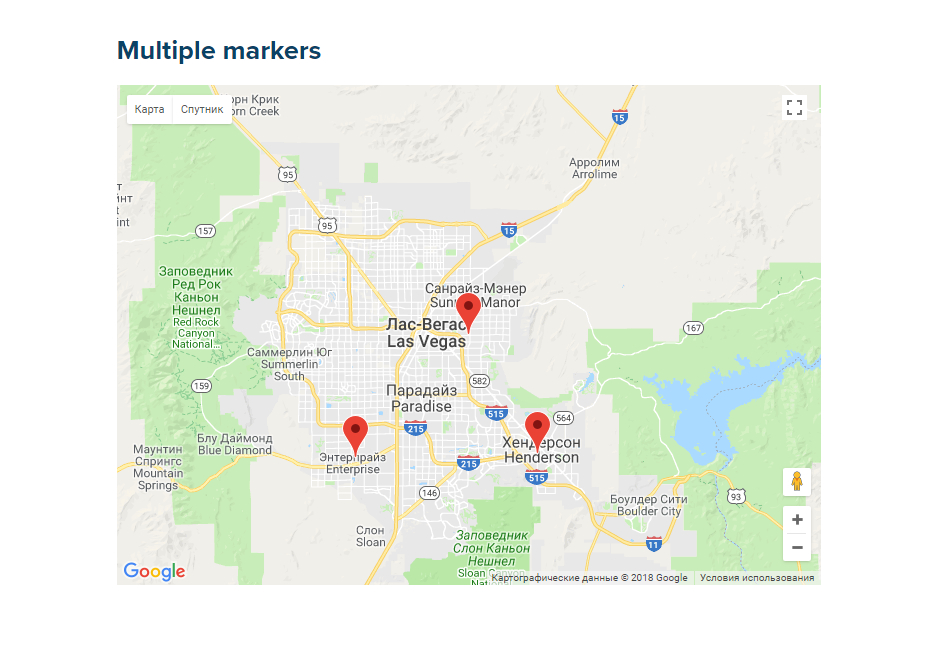 Multiple markers
Карта
Спутник
орн Крик
orn Creek
15
Арролим
Arrolime
95
т
йнт
t
int
95
157
15
Заповедник
Ред Рок
Каньон
Нешнел
Red Rock
Canyon
National...
Санрайз-Мэнер
Manor
Лас-Вегас
Las Vegas
167
Саммерлин Юг
Summerlin
South
159
582
Парадайз
Paradise
515
564
215
Блу Даймонд
Blue Diamond
Хендерсон
Henderson
Маунтин
Спрингс
Mountain
Springs
Энтерпрайз
Enterprise
215
515
146
93
Боулдер Сити
Boulder City
Слон
Sloan
Заповедник
Слон Каньон
Нешнел
Sloan Canyon
11
Google
Картографические данные © 2018 Google
Условия использования